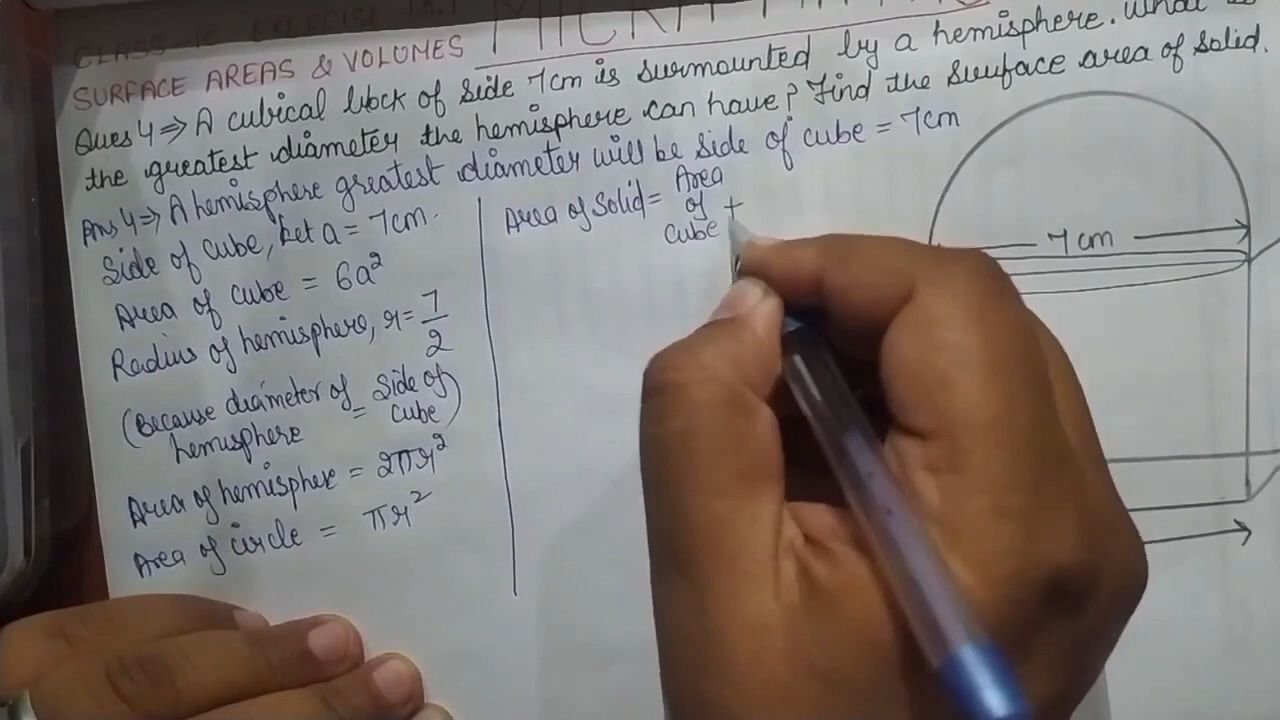 SURFACE AREAS & VOLUMES
Ques 4 ⇒ A cubical block of side 7cm is surmounted by a hemisphere. What is
the greatest diameter the hemisphere can have? Find the surface area of solid.
Ans 4 ⇒ A hemisphere greatest diameter will be side of cube = 7cm
Side of cube, Let a = 7cm.
Area of cube = 6a²
Radius of hemisphere, r = 7/2
(Because diameter of hemisphere = Side of cube)
Area of hemisphere = 2πr²
Area of circle = πr²
Area of solid = Area of cube +
7cm